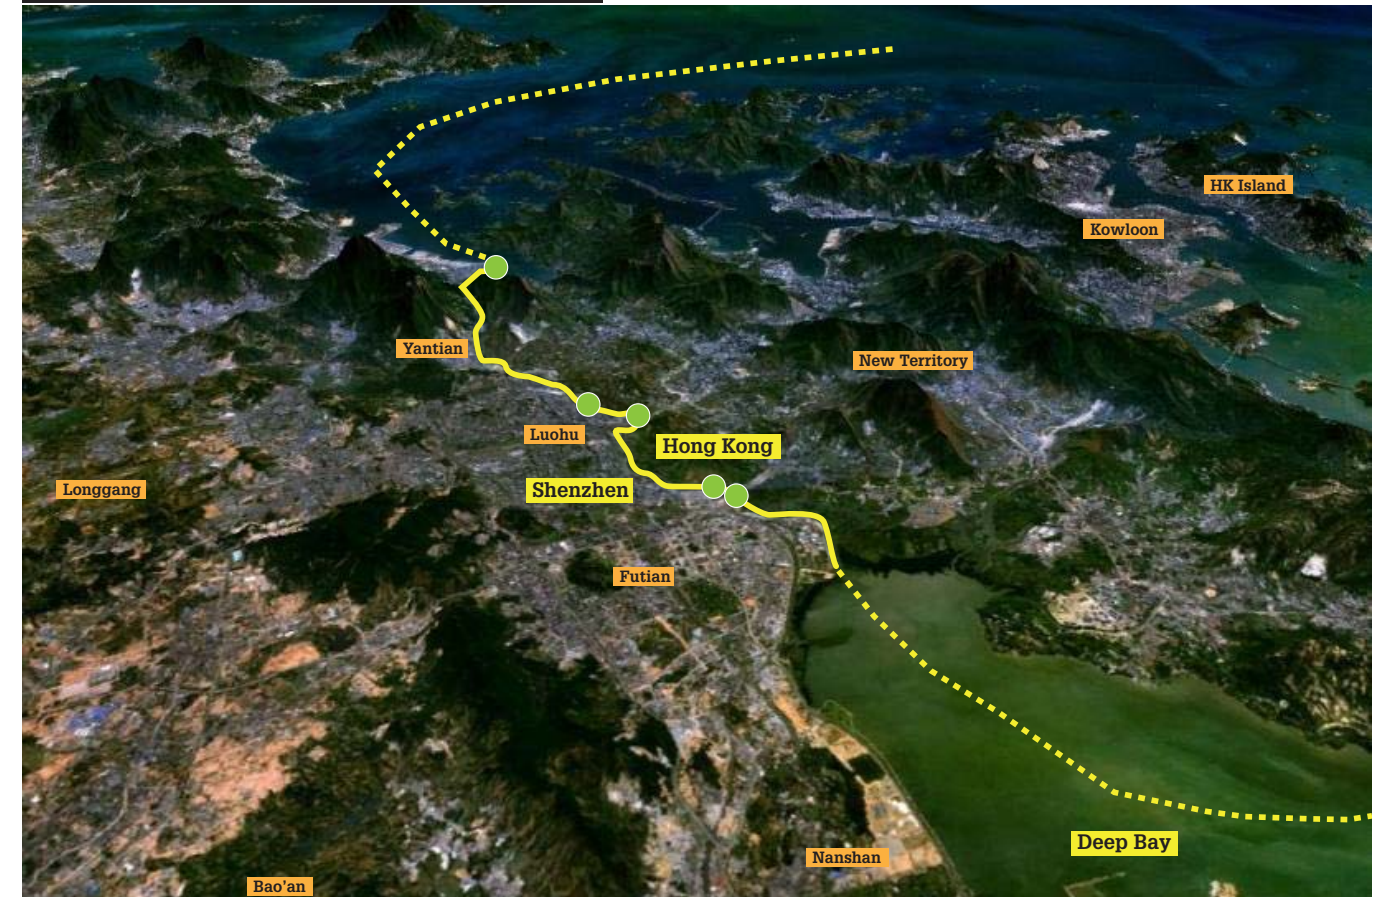 HK Island
Kowloon
Yantian
New Territory
Luohu
Hong Kong
Longgang
Shenzhen
Futian
Deep Bay
Nanshan
Bao'an